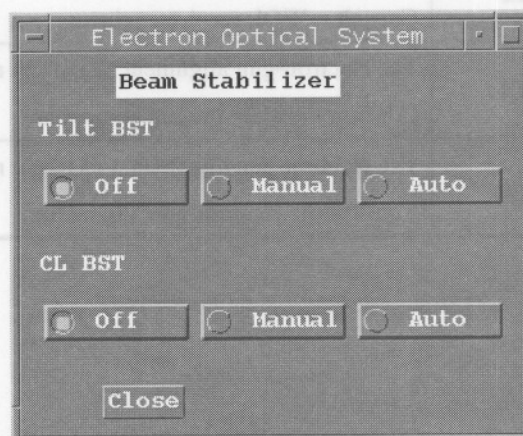 Electron Optical System
Beam Stabilizer
Tilt BST
Off Manual Auto
CL BST
Off Manual Auto
Close